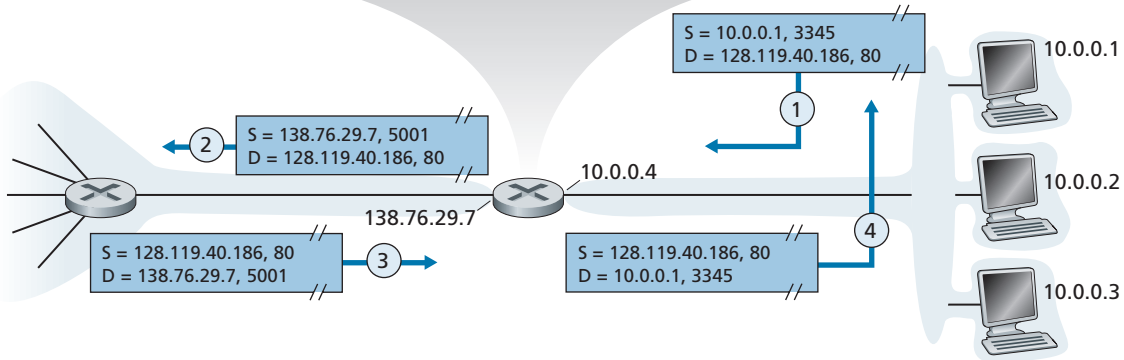 S = 10.0.0.1, 3345
D = 128.119.40.186, 80
10.0.0.1
1
2
S = 138.76.29.7, 5001
D = 128.119.40.186, 80
10.0.0.4
10.0.0.2
138.76.29.7
S = 128.119.40.186, 80
D = 138.76.29.7, 5001
3
S = 128.119.40.186, 80
D = 10.0.0.1, 3345
4
10.0.0.3